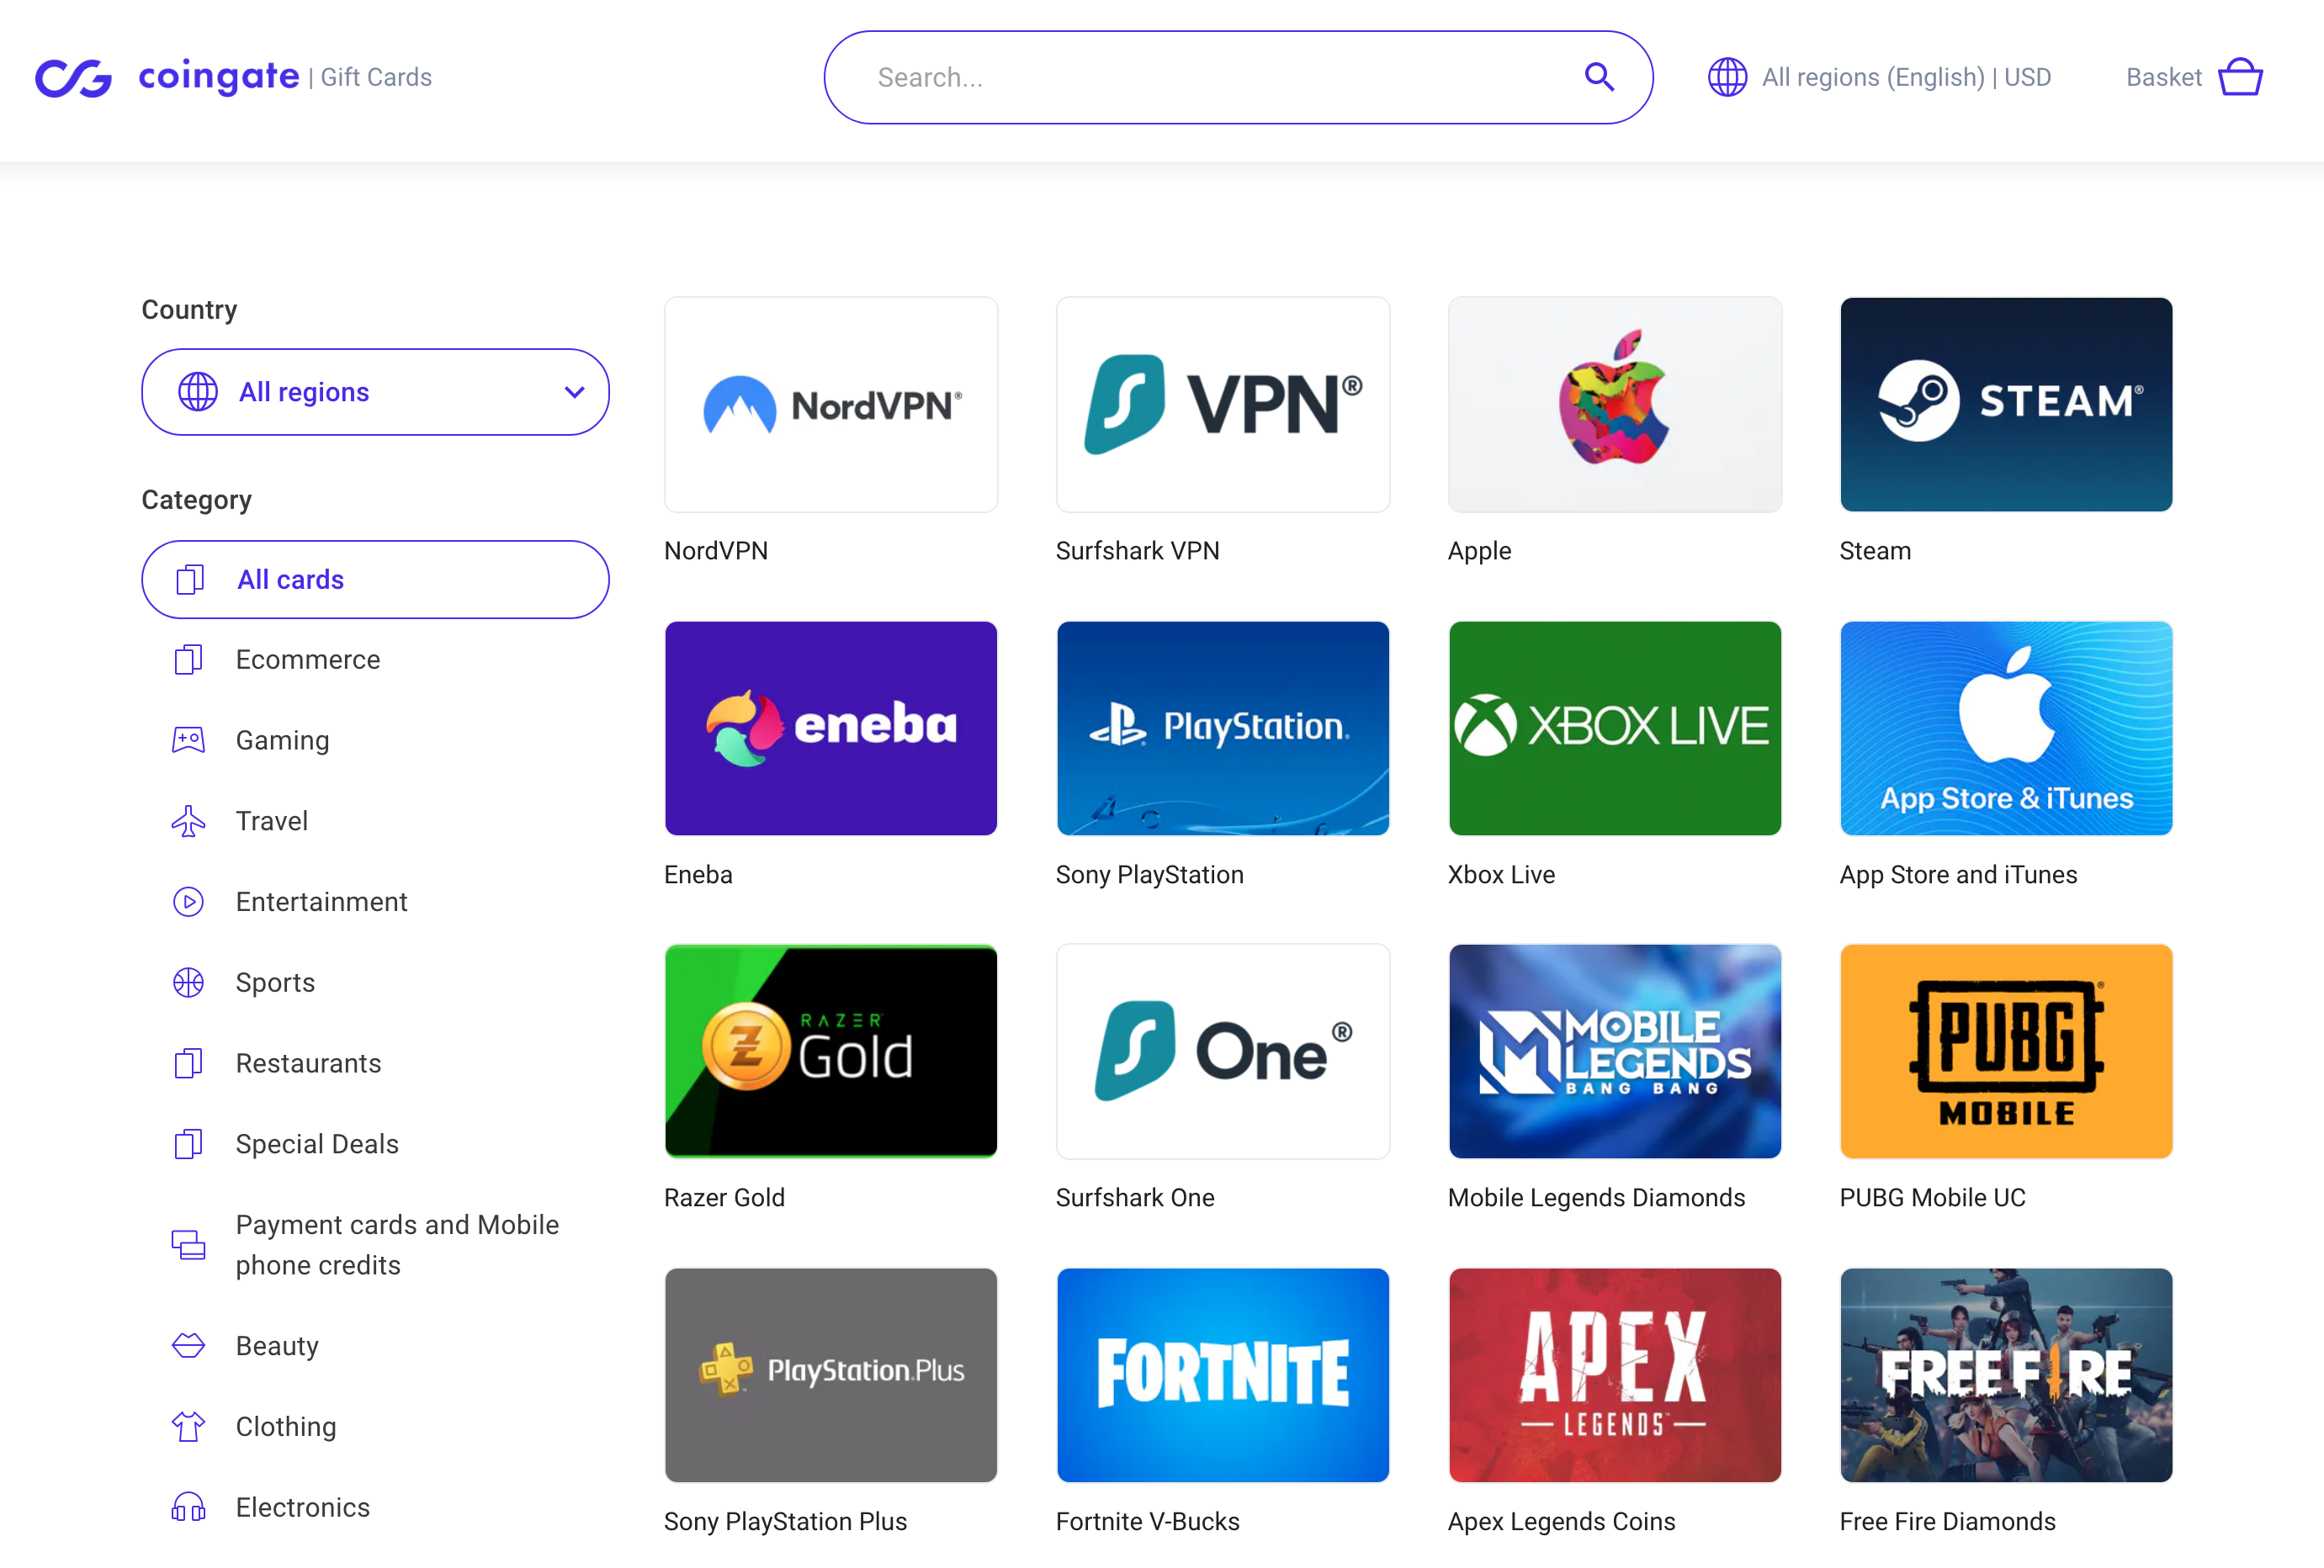 coingate | Gift Cards
Search...
All regions (English) | USD
Basket
Country
All regions
Category
All cards
Ecommerce
Gaming
Travel
Entertainment
Sports
Restaurants
Special Deals
Payment cards and Mobile
phone credits
Beauty
Clothing
Electronics
NordVPN®
NordVPN
VPN®
Surfshark VPN
Apple
STEAM®
Steam
eneba
Eneba
PlayStation®
Sony PlayStation
XBOX LIVE
Xbox Live
App Store & iTunes
App Store and iTunes
RAZER
Gold
Razer Gold
One®
Surfshark One
MOBILE
LEGENDS
BANG BANG
Mobile Legends Diamonds
PUBG®
MOBILE
PUBG Mobile UC
PlayStation®Plus
Sony PlayStation Plus
FORTNITE
Fortnite V-Bucks
APEX
LEGENDS™
Apex Legends Coins
FREE FIRE
Free Fire Diamonds